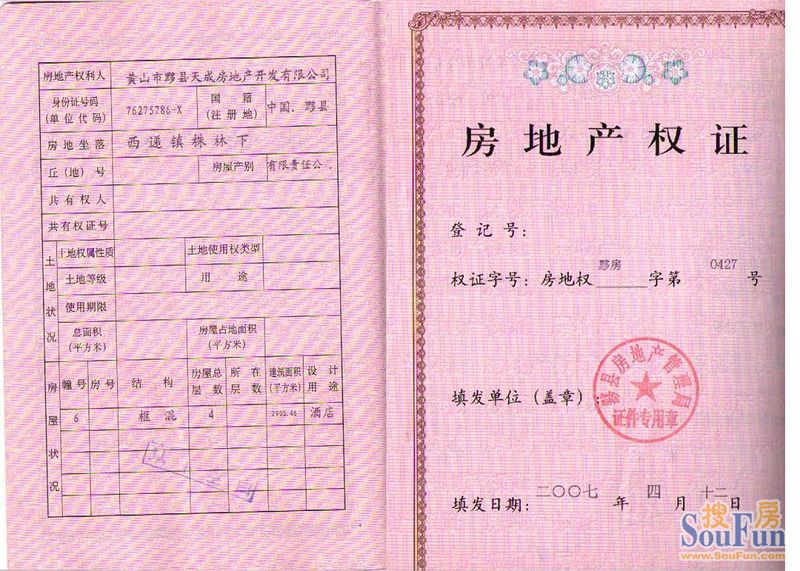 房地产权利人 黄山市黟县天成房地产开发有限公司
身份证号码
(单位代码) 76275786-X 国籍
(注册地) 中国.黟县
房地坐落 西递镇株林下
丘(地)号 房屋产别 有限责任公司
共有权人
共有权证号
土地状况 土地权属性质 土地使用权类型
土地等级 用途
使用期限
总面积
(平方米) 房屋占地面积
(平方米)
房屋状况 幢号 房号 结构 房屋总层数 所在层数 建筑面积(平方米) 设计用途
6 框混 4 2903.46 酒店
房地产权证
登记号:
权证字号: 房地权 黟房 字第 0427 号
填发单位(盖章):
黟县房地产管理局
证件专用章
填发日期: 二〇〇七 年 四 月 十二 日
搜房
SouFun
www.SouFun.com